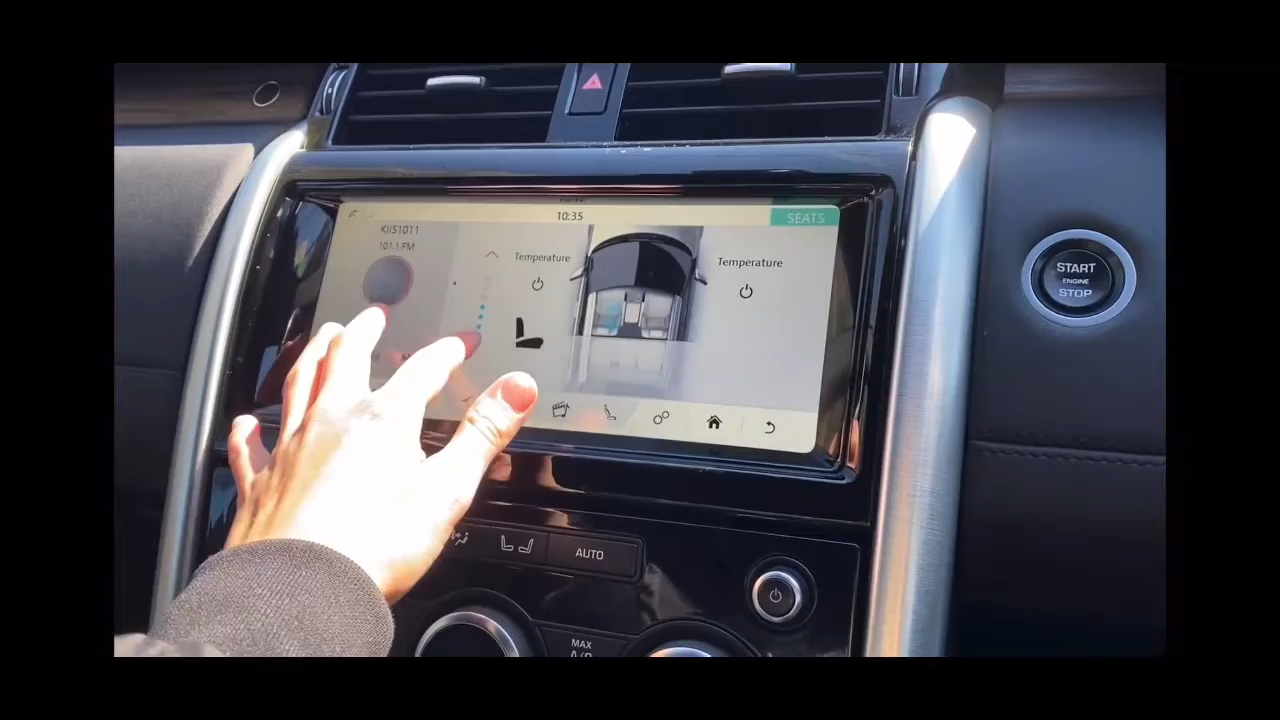 10:35
SEATS
KIIS1011
101.1 FM
Temperature
Temperature
START
ENGINE
STOP
AUTO
MAX
A/C